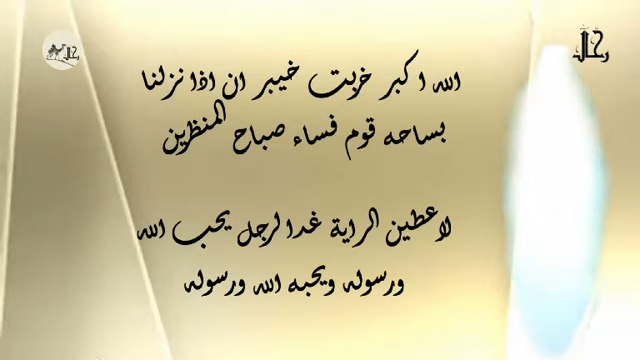 الله اكبر خربت خيبر ان اذا نزلنا
بساحه قوم فساء صباح المنظرين
لاعطين الراية غدا لرجل يحب الله
ورسوله ويحبه الله ورسوله